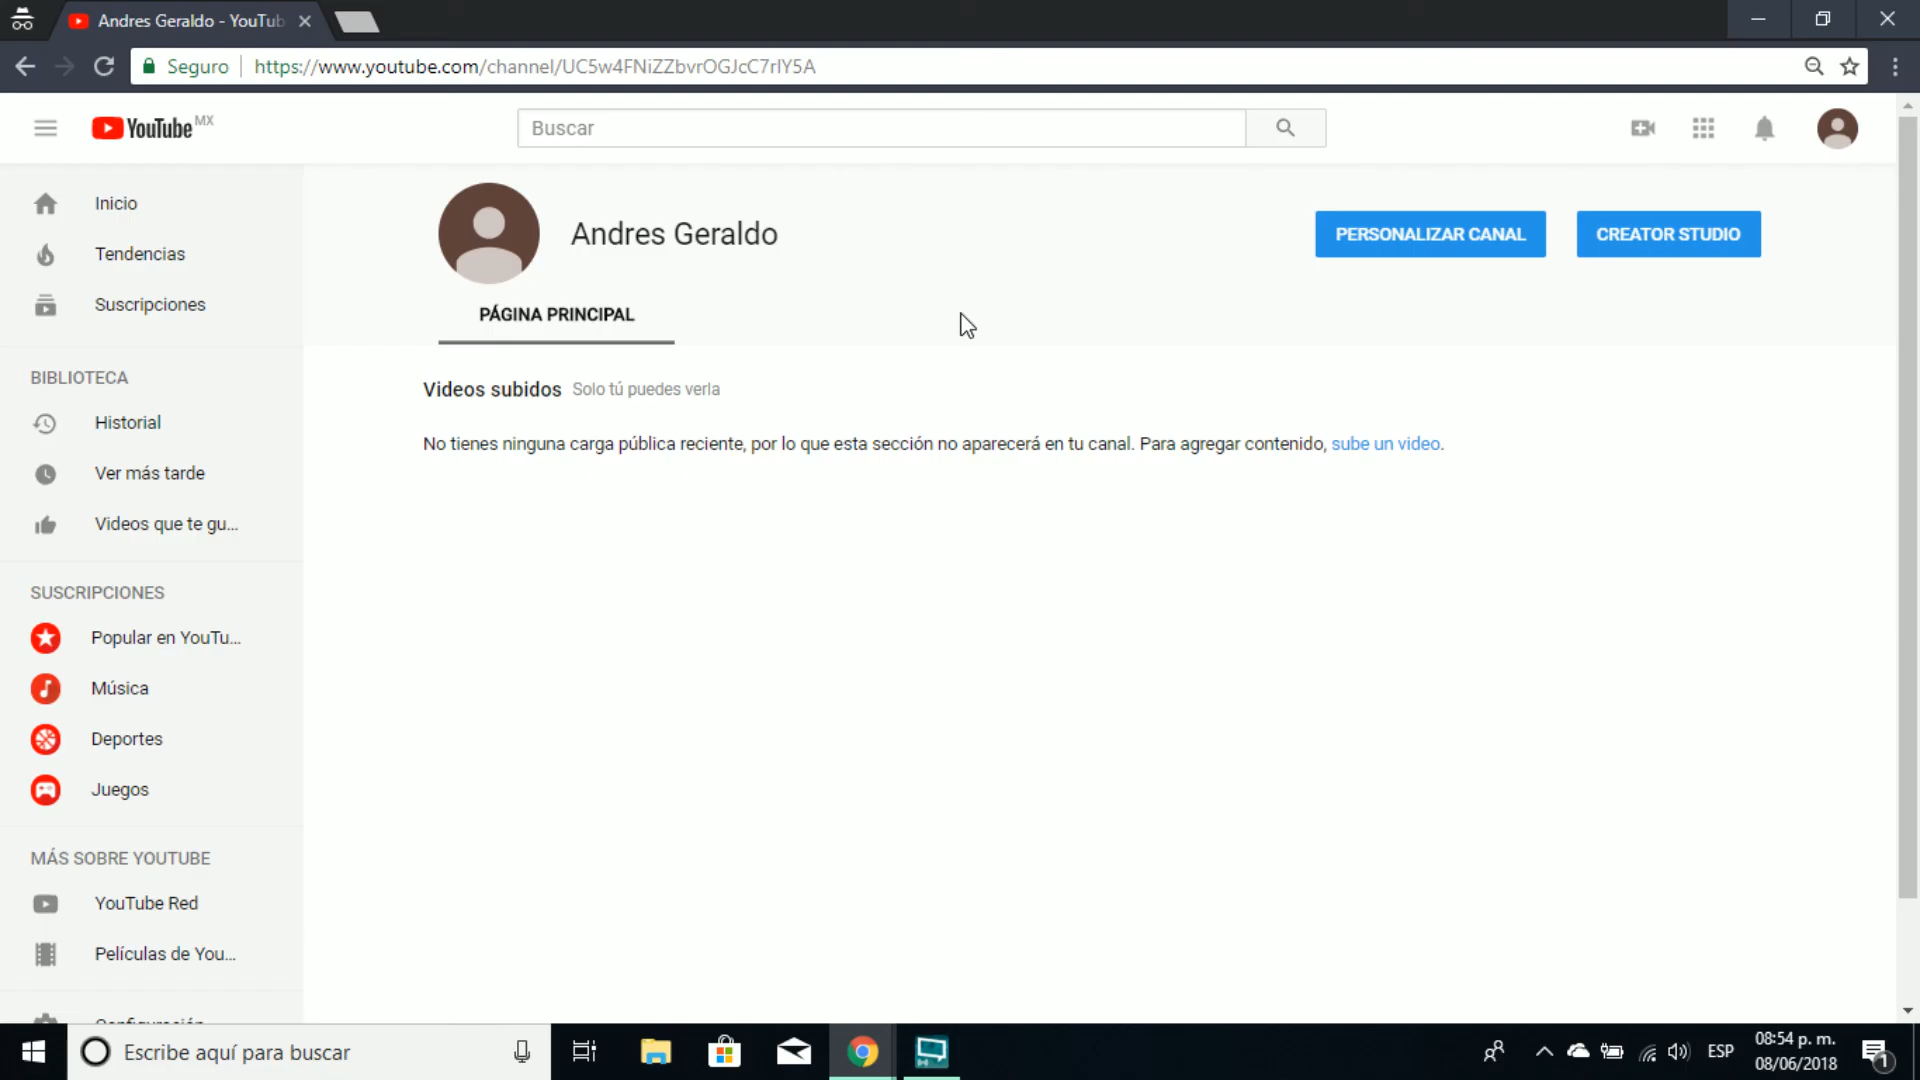 Andres Geraldo - YouTub
Seguro
https://www.youtube.com/channel/UC5w4FNiZZbvrOGJcC7rlY5A
YouTube MX
Buscar
Inicio
Tendencias
Suscripciones
BIBLIOTECA
Historial
Ver más tarde
Videos que te gu...
SUSCRIPCIONES
Popular en YouTu...
Música
Deportes
Juegos
MÁS SOBRE YOUTUBE
YouTube Red
Películas de You...
Configuración
Andres Geraldo
PERSONALIZAR CANAL
CREATOR STUDIO
PÁGINA PRINCIPAL
Videos subidos Solo tú puedes verla
No tienes ninguna carga pública reciente, por lo que esta sección no aparecerá en tu canal. Para agregar contenido, sube un video.
Escribe aquí para buscar
ESP
08:54 p. m.
08/06/2018
1